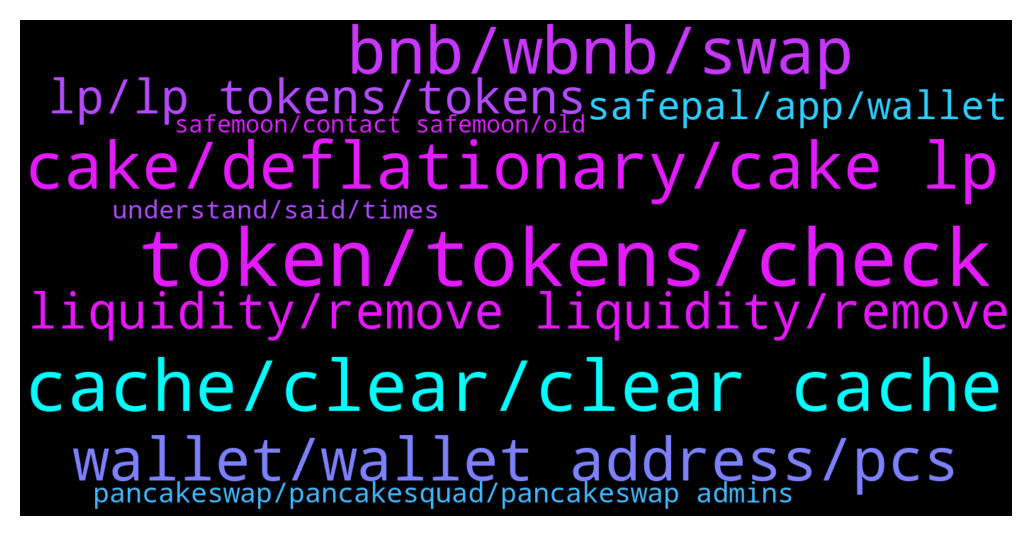 bnb/wbnb/swap
lp/lp tokens/tokens
safepal/app/wallet
safemoon/contact safemoon/old
cake/deflationary/cake lp
understand/said/times
token/tokens/check
liquidity/remove liquidity/remove
cache/clear/clear cache
wallet/wallet address/pcs
pancakeswap/pancakesquad/pancakeswap admins